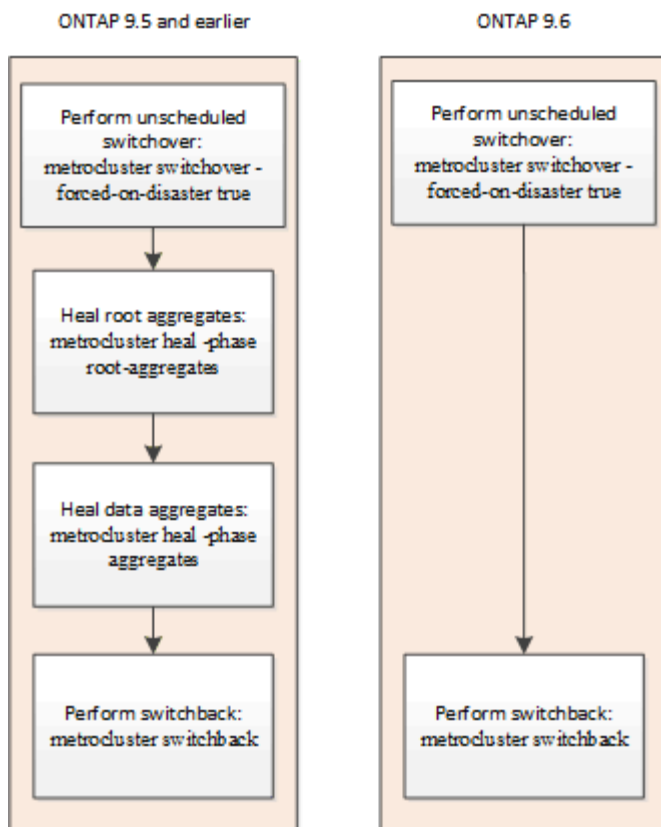 ONTAP 9.5 and earlier
Perform unscheduled
switchover:
metrocluster switchover -
forced-on-disaster true
Heal root aggregates:
metrocluster heal -phase
root-aggregates
Heal data aggregates:
metrocluster heal -phase
aggregates
Perform switchback:
metrocluster switchback
ONTAP 9.6
Perform unscheduled
switchover:
metrocluster switchover -
forced-on-disaster true
Perform switchback:
metrocluster switchback